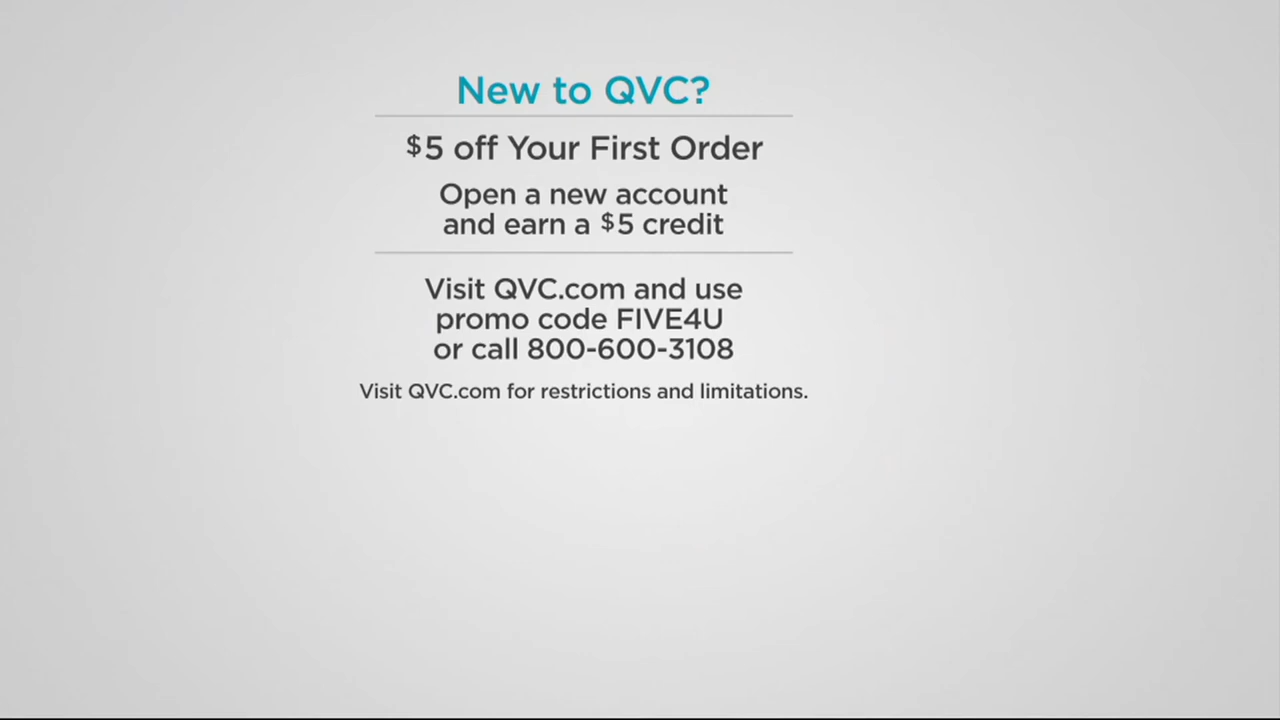 New to QVC?
$5 off Your First Order
Open a new account
and earn a $5 credit
Visit QVC.com and use
promo code FIVE4U
or call 800-600-3108
Visit QVC.com for restrictions and limitations.